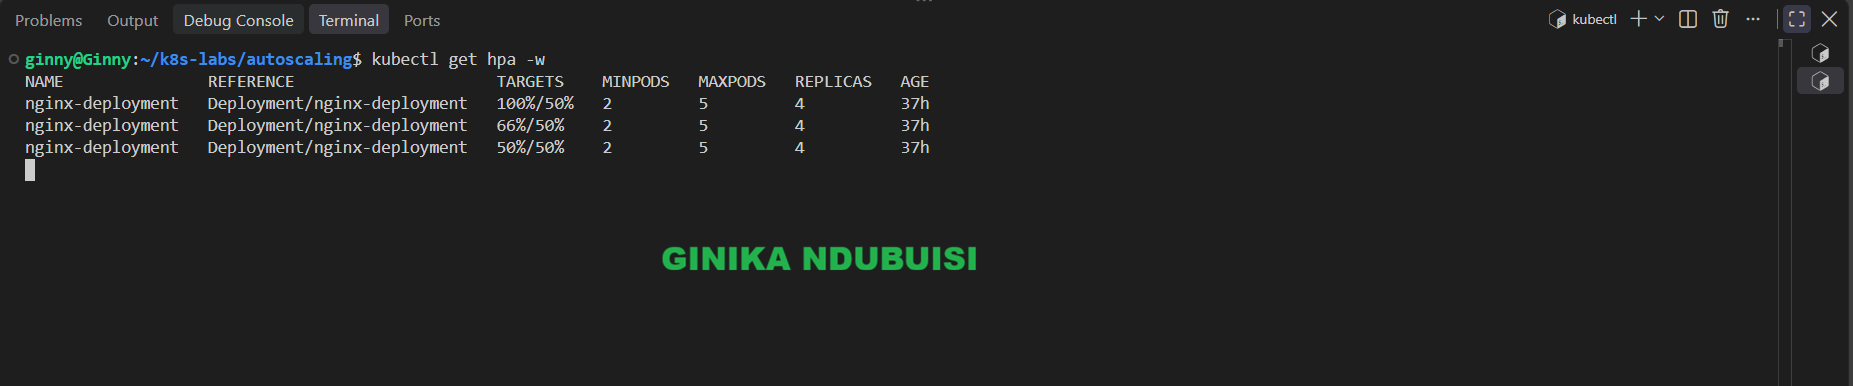 Problems Output Debug Console Terminal Ports kubectl
ginny@Ginny:~/k8s-labs/autoscaling$ kubectl get hpa -w
NAME REFERENCE TARGETS MINPODS MAXPODS REPLICAS AGE
nginx-deployment Deployment/nginx-deployment 100%/50% 2 5 4 37h
nginx-deployment Deployment/nginx-deployment 66%/50% 2 5 4 37h
nginx-deployment Deployment/nginx-deployment 50%/50% 2 5 4 37h
GINIKA NDUBUISI